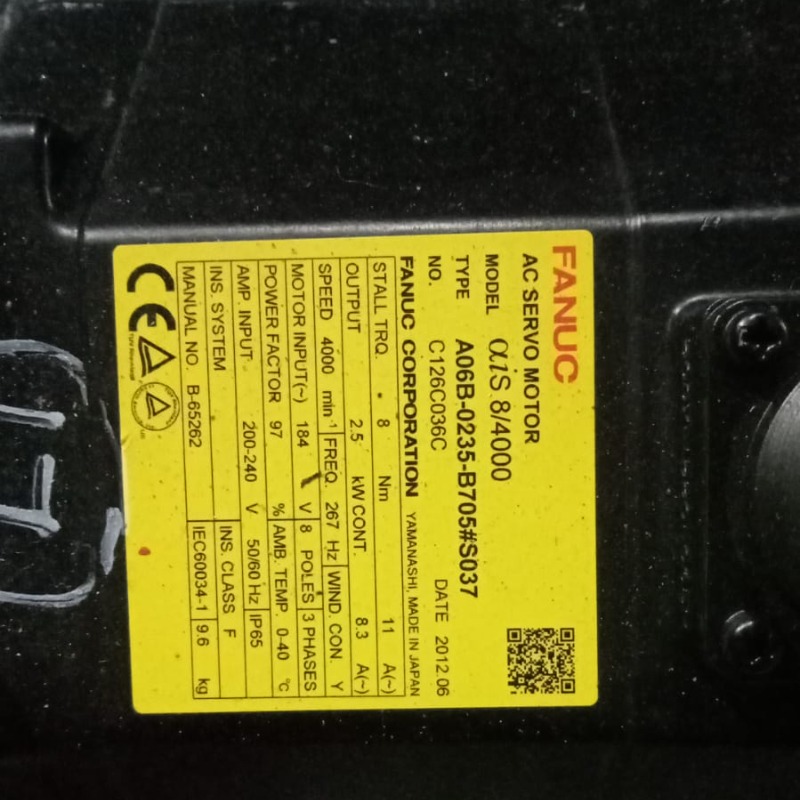 FANUC
AC SERVO MOTOR
MODEL αiS 8/4000
TYPE A06B-0235-B705#S037
NO. C126C036C DATE 2012.06
FANUC CORPORATION YAMANASHI, MADE IN JAPAN
STALL TRQ. 8 Nm 11 A(~)
OUTPUT 2.5 kW CONT. 8.3 A(~)
SPEED 4000 min⁻¹ FREQ. 267 Hz WIND. CON. Y
MOTOR INPUT(~) 184 V 8 POLES 3 PHASES
POWER FACTOR 97 % AMB. TEMP. 0-40 °C
AMP. INPUT 200-240 V 50/60 Hz IP65
INS. SYSTEM INS. CLASS F
MANUAL NO. B-65262 IEC60034-1 9.6 kg
CE